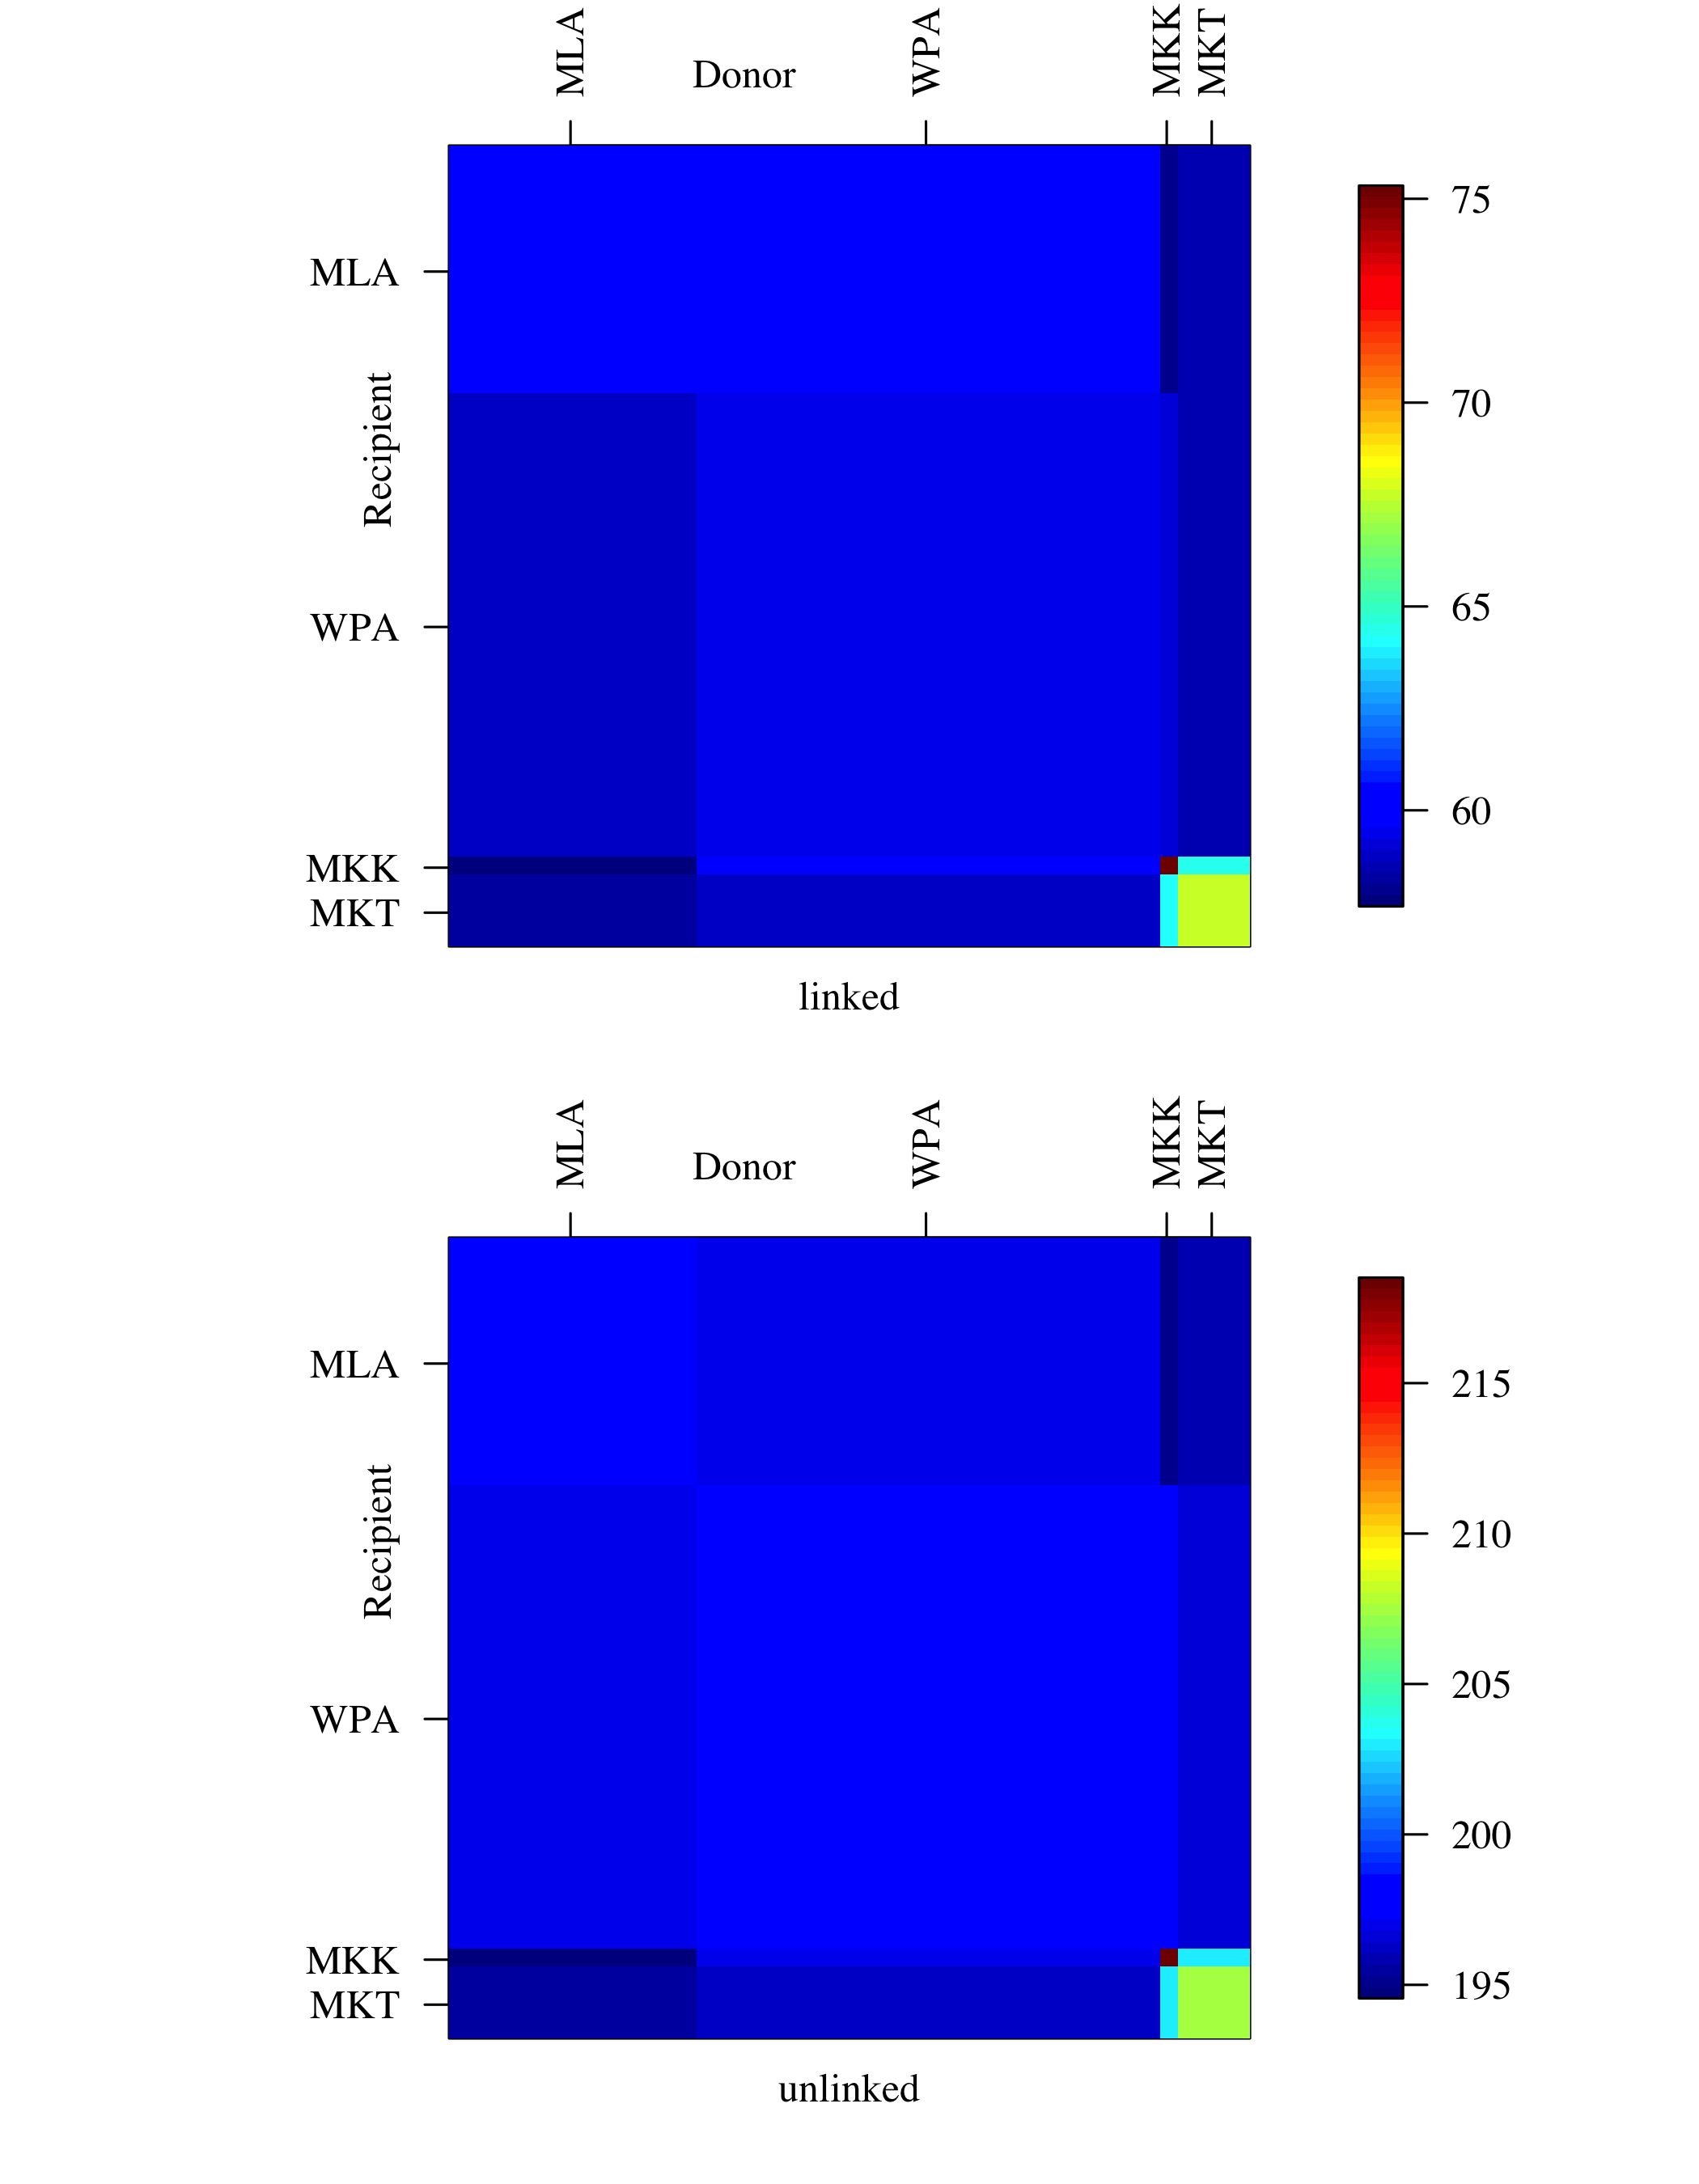 MLA
Donor
WPA
MKK
MKT
MLA
Recipient
WPA
MKK
MKT
75
70
65
60
linked
MLA
Donor
WPA
MKK
MKT
MLA
Recipient
WPA
MKK
MKT
215
210
205
200
195
unlinked